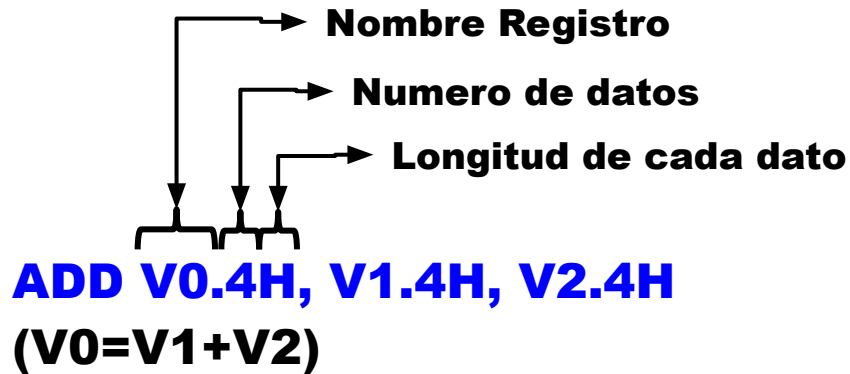 Nombre Registro
Numero de datos
Longitud de cada dato
ADD V0.4H, V1.4H, V2.4H
(V0=V1+V2)